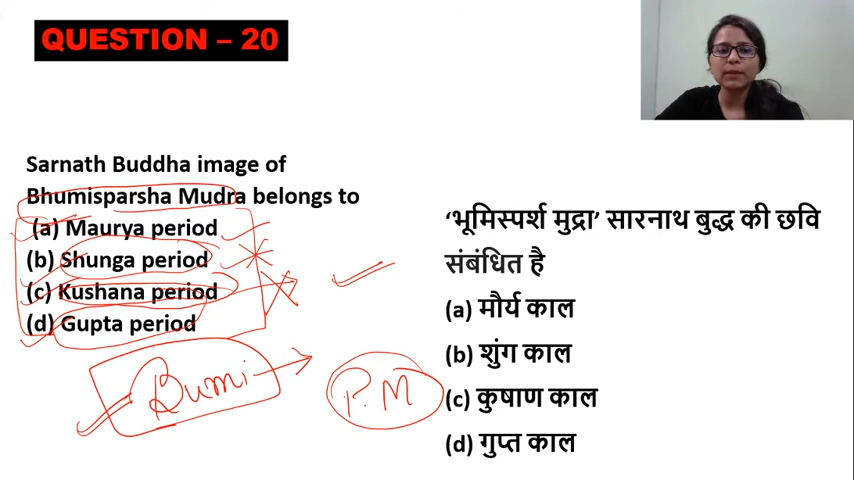 QUESTION – 20
Sarnath Buddha image of
Bhumisparsha Mudra belongs to
(a) Maurya period
(b) Shunga period
(c) Kushana period
(d) Gupta period
Bumi
P.M
‘भूमिस्पर्श मुद्रा’ सारनाथ बुद्ध की छवि
संबंधित है
(a) मौर्य काल
(b) शुंग काल
(c) कुषाण काल
(d) गुप्त काल